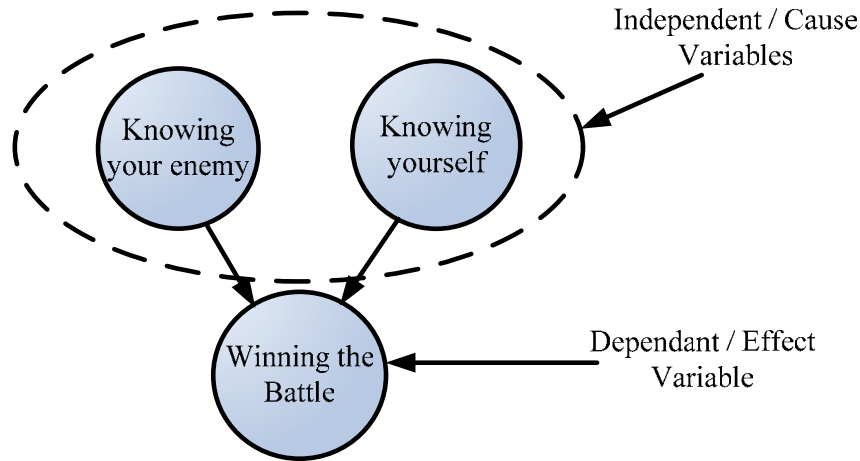 Independent / Cause
Variables
Knowing
your enemy
Knowing
yourself
Winning the
Battle
Dependant / Effect
Variable